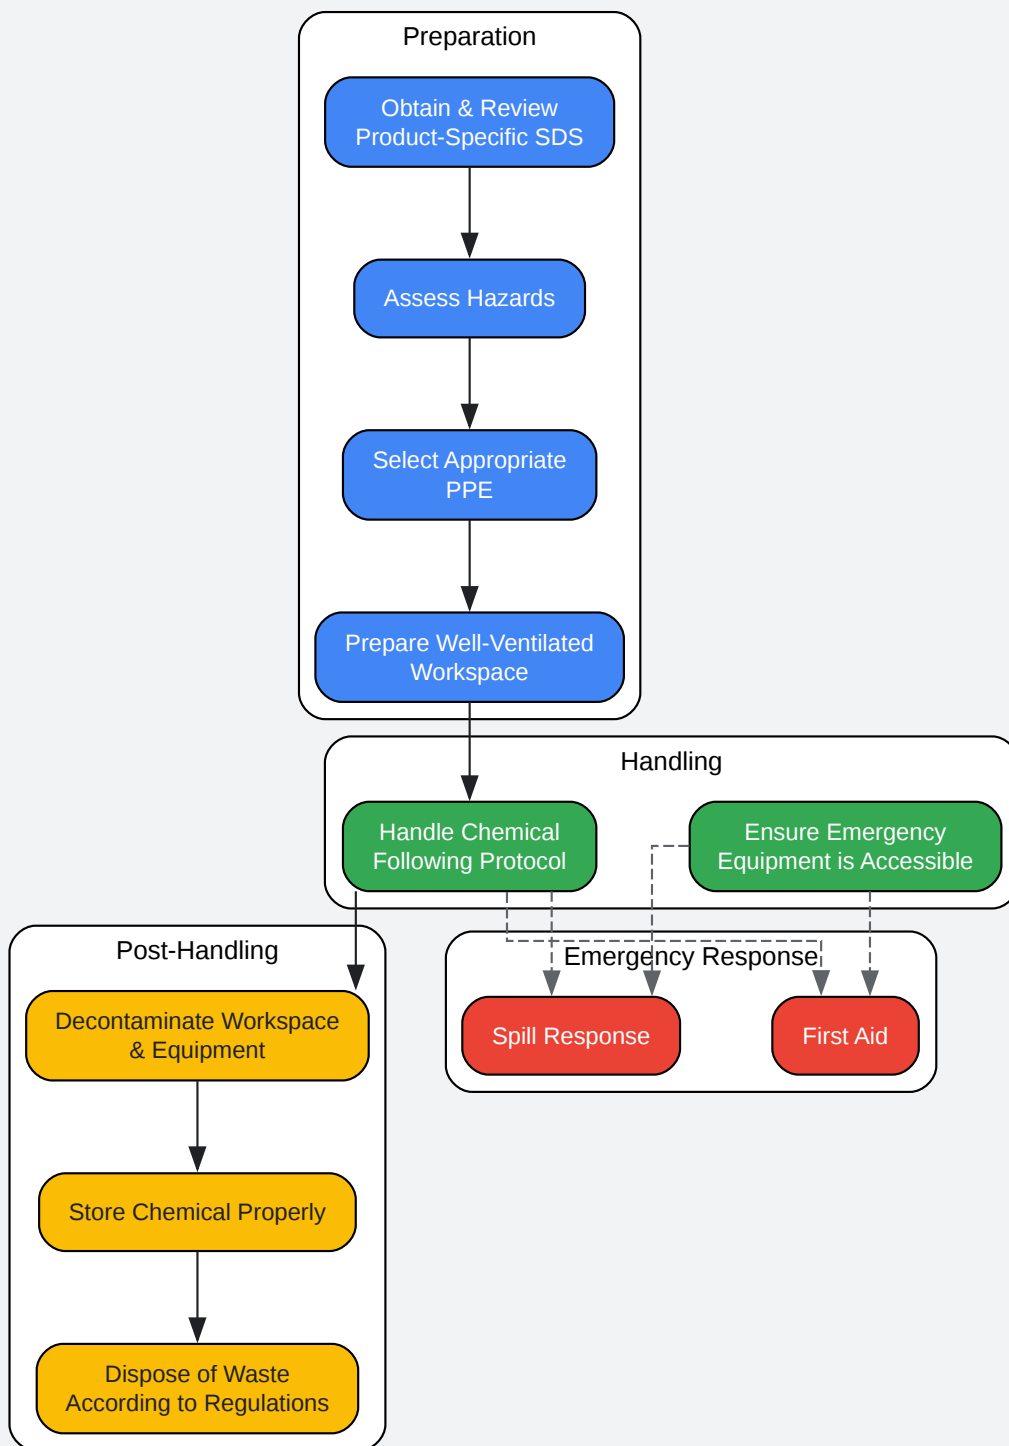 Preparation
Obtain & Review
Product-Specific SDS
Assess Hazards
Select Appropriate
PPE
Prepare Well-Ventilated
Workspace
Handling
Handle Chemical
Following Protocol
Ensure Emergency
Equipment is Accessible
Post-Handling
Decontaminate Workspace
& Equipment
Store Chemical Properly
Dispose of Waste
According to Regulations
Emergency Response
Spill Response
First Aid